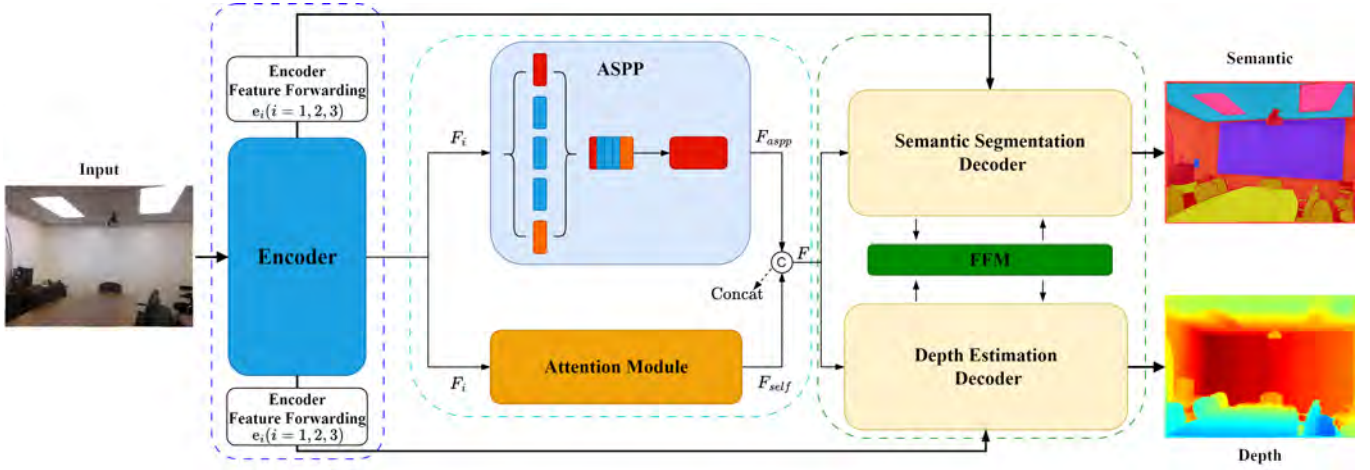 Input
Encoder
Feature Forwarding
e_i(i = 1, 2, 3)
Encoder
Encoder
Feature Forwarding
e_i(i = 1, 2, 3)
F_i
F_i
ASPP
Attention Module
F_aspp
F_self
C
Concat
F
Semantic Segmentation
Decoder
FFM
Depth Estimation
Decoder
Semantic
Depth